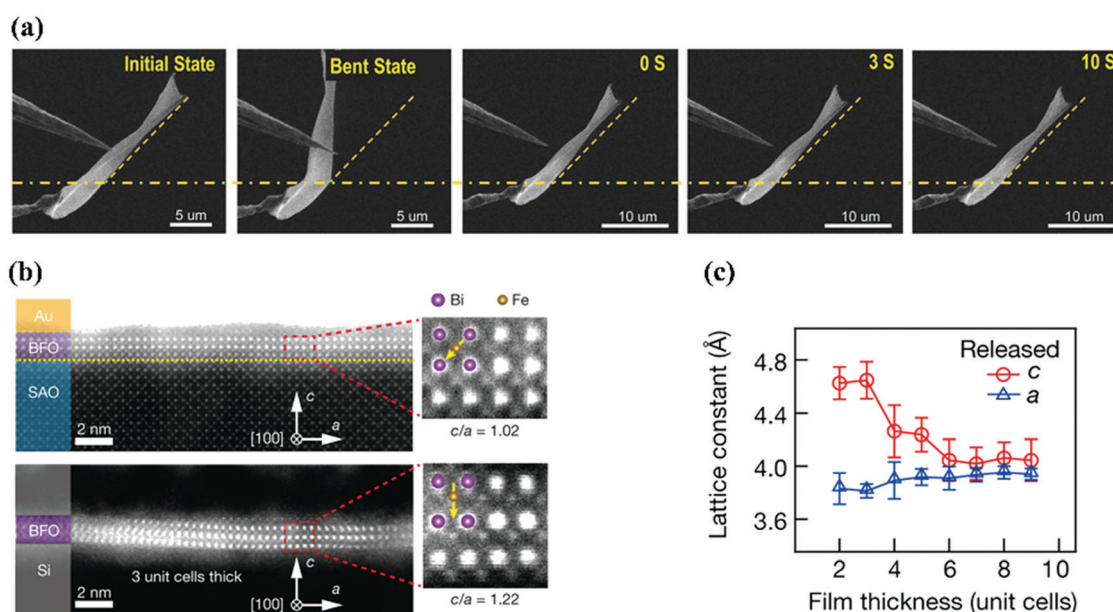 (a)
Initial State
Bent State
0 S
3 S
10 S
5 um
5 um
10 um
10 um
10 um
(b)
Au
BFO
SAO
2 nm
c
[100]
a
Bi
Fe
c/a = 1.02
BFO
Si
2 nm
3 unit cells thick
c
[100]
a
c/a = 1.22
(c)
Lattice constant (Å)
4.8
4.4
4.0
3.6
Released
c
a
2
4
6
8
10
Film thickness (unit cells)